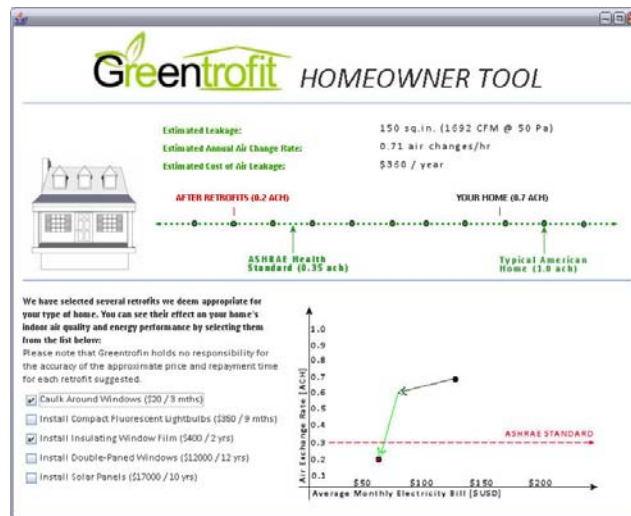 Greentrofit HOMEOWNER TOOL
Estimated Leakage: 150 sq.in. (1692 CFM @ 50 Pa)
Estimated Annual Air Change Rate: 0.71 air changes/hr
Estimated Cost of Air Leakage: $360 / year
AFTER RETROFITS (0.2 ACH) YOUR HOME (0.7 ACH)
ASHRAE Health
Standard (0.35 ach)
Typical American
Home (1.0 ach)
We have selected several retrofits we deem appropriate for
your type of home. You can see their effect on your home's
indoor air quality and energy performance by selecting them
from the list below:
Please note that Greentrofin holds no responsibility for
the accuracy of the approximate price and repayment time
for each retrofit suggested.
Caulk Around Windows ($20 / 3 mths)
Install Compact Fluorescent Lightbulbs ($360 / 9 mths)
Install Insulating Window Film ($400 / 2 yrs)
Install Double-Paned Windows ($12000 / 12 yrs)
Install Solar Panels ($17000 / 10 yrs)
Air Exchange Rate [ACH]
1.0
0.9
0.8
0.7
0.6
0.5
0.4
0.3
0.2
0.1
ASHRAE STANDARD
$50 $100 $150 $200
Average Monthly Electricity Bill [$USD]